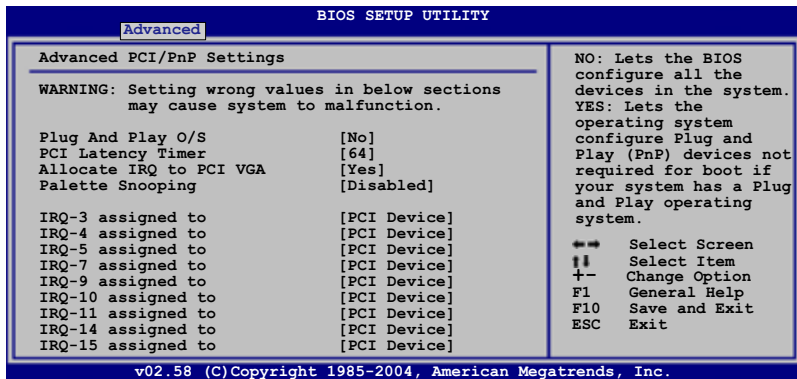 BIOS SETUP UTILITY
Advanced
Advanced PCI/PnP Settings
WARNING: Setting wrong values in below sections
may cause system to malfunction.
Plug And Play O/S [No]
PCI Latency Timer [64]
Allocate IRQ to PCI VGA [Yes]
Palette Snooping [Disabled]
IRQ-3 assigned to [PCI Device]
IRQ-4 assigned to [PCI Device]
IRQ-5 assigned to [PCI Device]
IRQ-7 assigned to [PCI Device]
IRQ-9 assigned to [PCI Device]
IRQ-10 assigned to [PCI Device]
IRQ-11 assigned to [PCI Device]
IRQ-14 assigned to [PCI Device]
IRQ-15 assigned to [PCI Device]
NO: Lets the BIOS
configure all the
devices in the system.
YES: Lets the
operating system
configure Plug and
Play (PnP) devices not
required for boot if
your system has a Plug
and Play operating
system.
←→ Select Screen
↑↓ Select Item
+- Change Option
F1 General Help
F10 Save and Exit
ESC Exit
v02.58 (C)Copyright 1985-2004, American Megatrends, Inc.